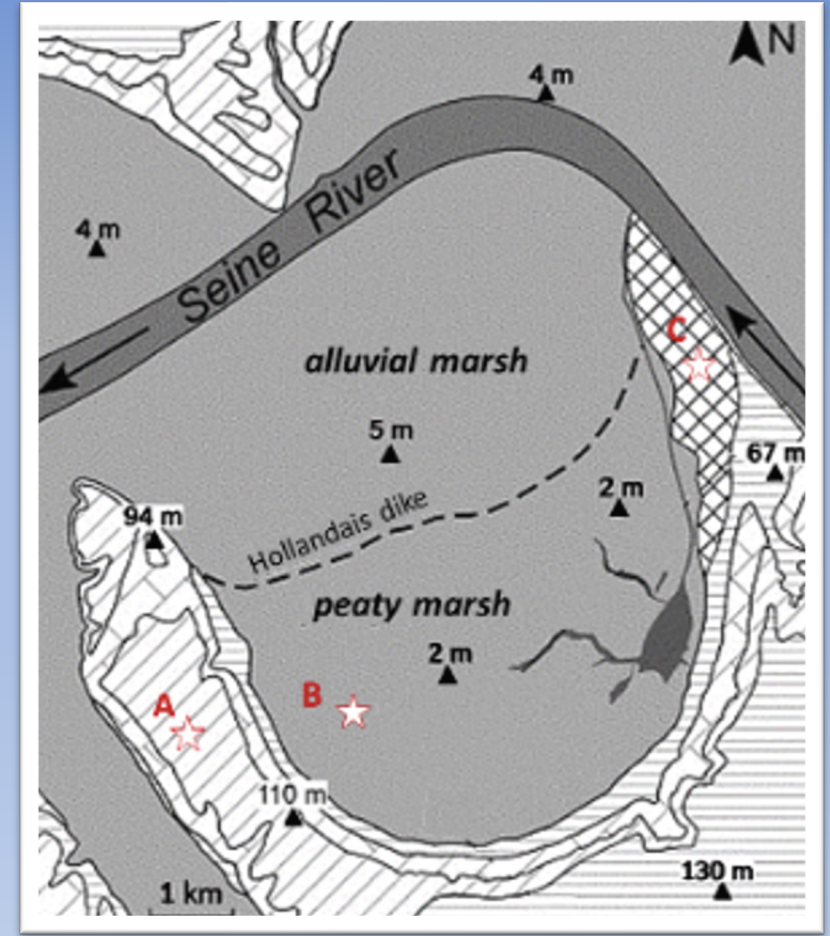 N
4 m
4 m
Seine River
C
alluvial marsh
5 m
67 m
2 m
94 m
Hollandais dike
peaty marsh
2 m
B
A
110 m
130 m
1 km